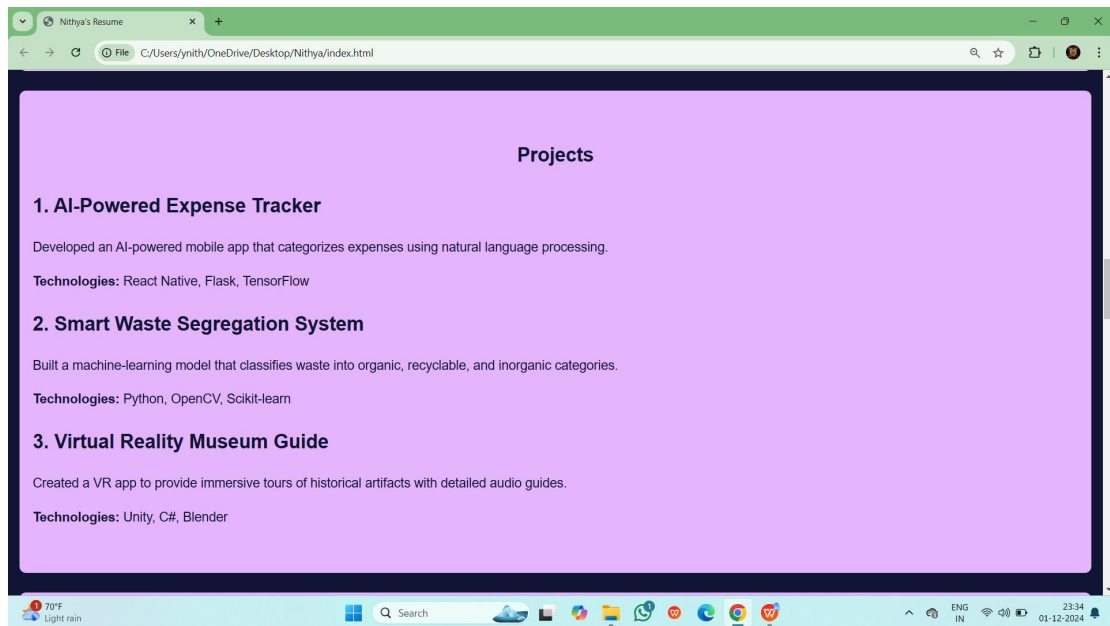 Nithya's Resume
File C:/Users/ynith/OneDrive/Desktop/Nithya/index.html
Projects
1. AI-Powered Expense Tracker
Developed an AI-powered mobile app that categorizes expenses using natural language processing.
Technologies: React Native, Flask, TensorFlow
2. Smart Waste Segregation System
Built a machine-learning model that classifies waste into organic, recyclable, and inorganic categories.
Technologies: Python, OpenCV, Scikit-learn
3. Virtual Reality Museum Guide
Created a VR app to provide immersive tours of historical artifacts with detailed audio guides.
Technologies: Unity, C#, Blender
1
70°F
Light rain
Search
1
ENG
IN
23:34
01-12-2024